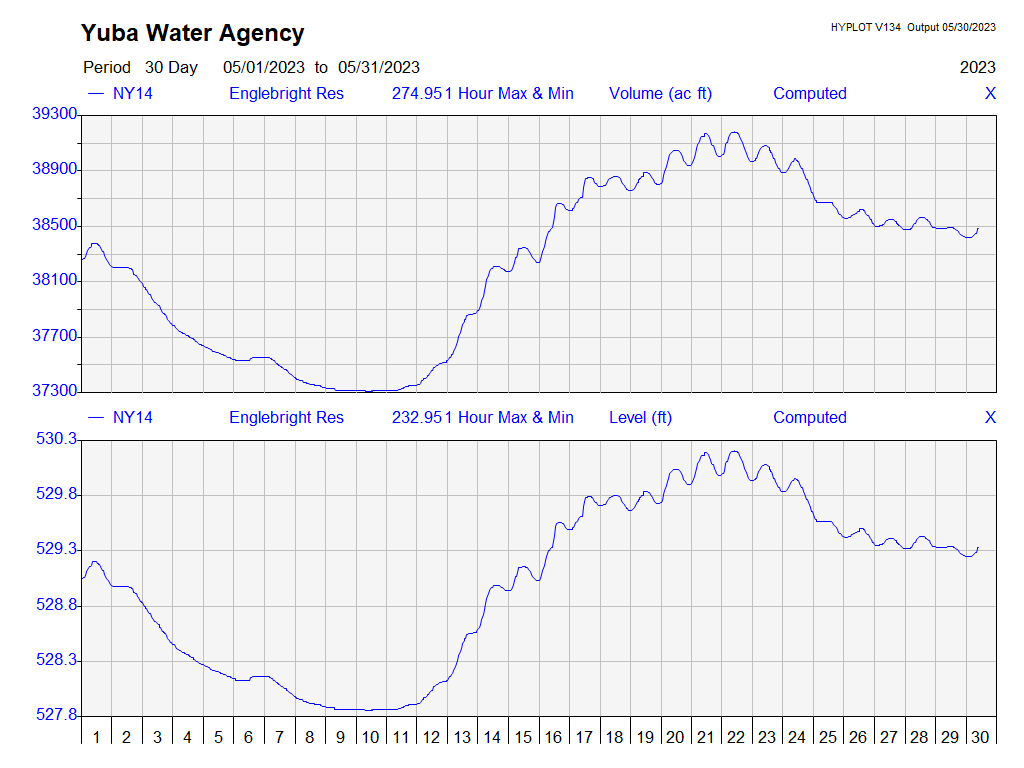 Yuba Water Agency
HYPLOT V134 Output 05/30/2023
Period 30 Day 05/01/2023 to 05/31/2023 2023
NY14 Englebright Res 274.951 Hour Max & Min Volume (ac ft) Computed X
39300
38900
38500
38100
37700
37300
NY14 Englebright Res 232.951 Hour Max & Min Level (ft) Computed X
530.3
529.8
529.3
528.8
528.3
527.8
1 2 3 4 5 6 7 8 9 10 11 12 13 14 15 16 17 18 19 20 21 22 23 24 25 26 27 28 29 30